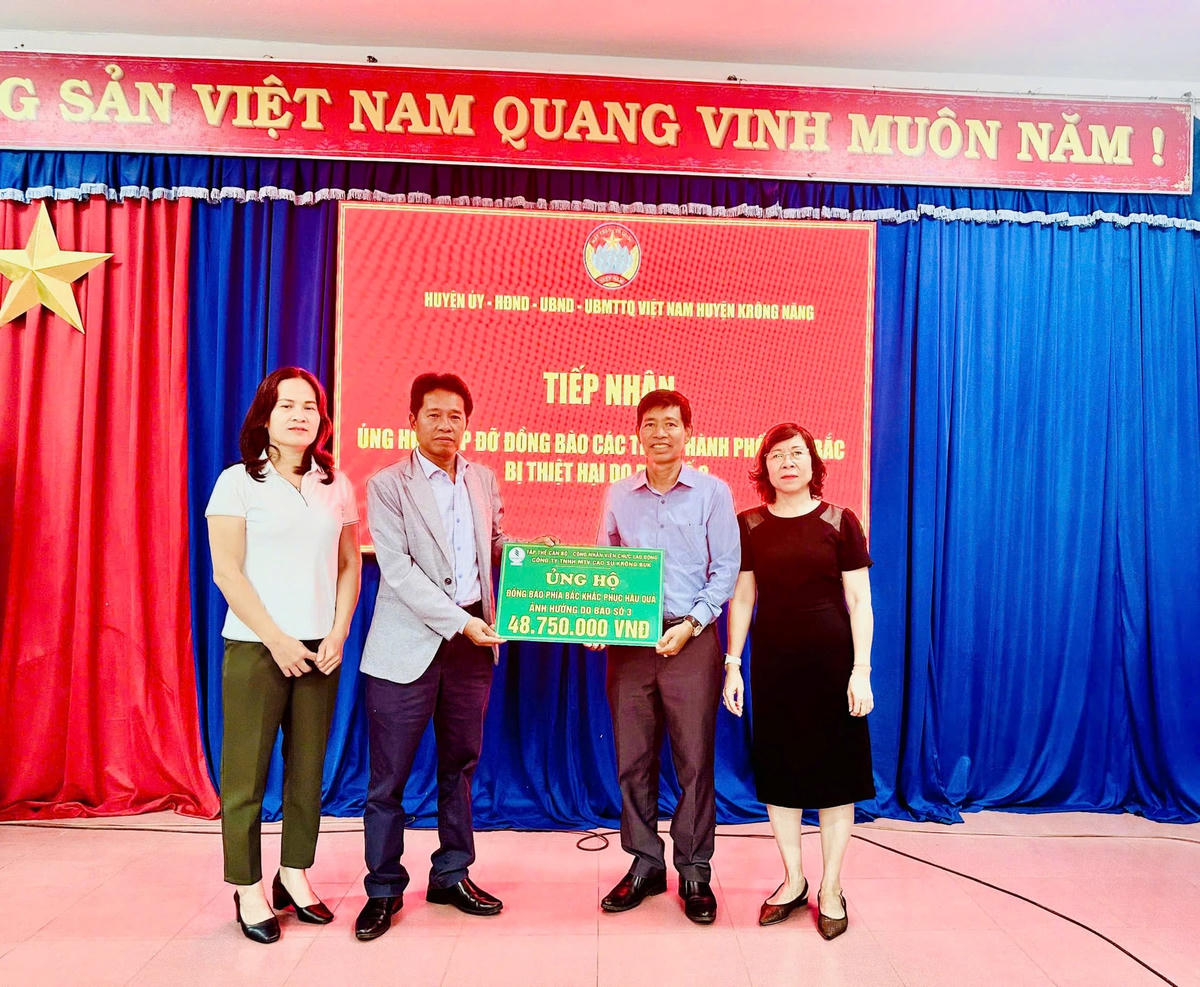 G SẢN VIỆT NAM QUANG VINH MUÔN NĂM !
HUYỆN ỦY - HĐND - UBND - UBMTTQ VIỆT NAM HUYỆN KRÔNG NĂNG
TIẾP NHẬN
ỦNG HỘ ĐỠ ĐỒNG BÀO CÁC HÀNH PHỐ BẮC
BỊ THIỆT HẠI DO
TẬP THỂ CÁN BỘ - CÔNG NHÂN VIÊN CHỨC LAO ĐỘNG
CÔNG TY TNHH MTV CAO SU KRÔNG BUK
ỦNG HỘ
ĐỒNG BÀO PHÍA BẮC KHẮC PHỤC HẬU QUẢ
ẢNH HƯỞNG DO BÃO SỐ 3
48.750.000 VNĐ